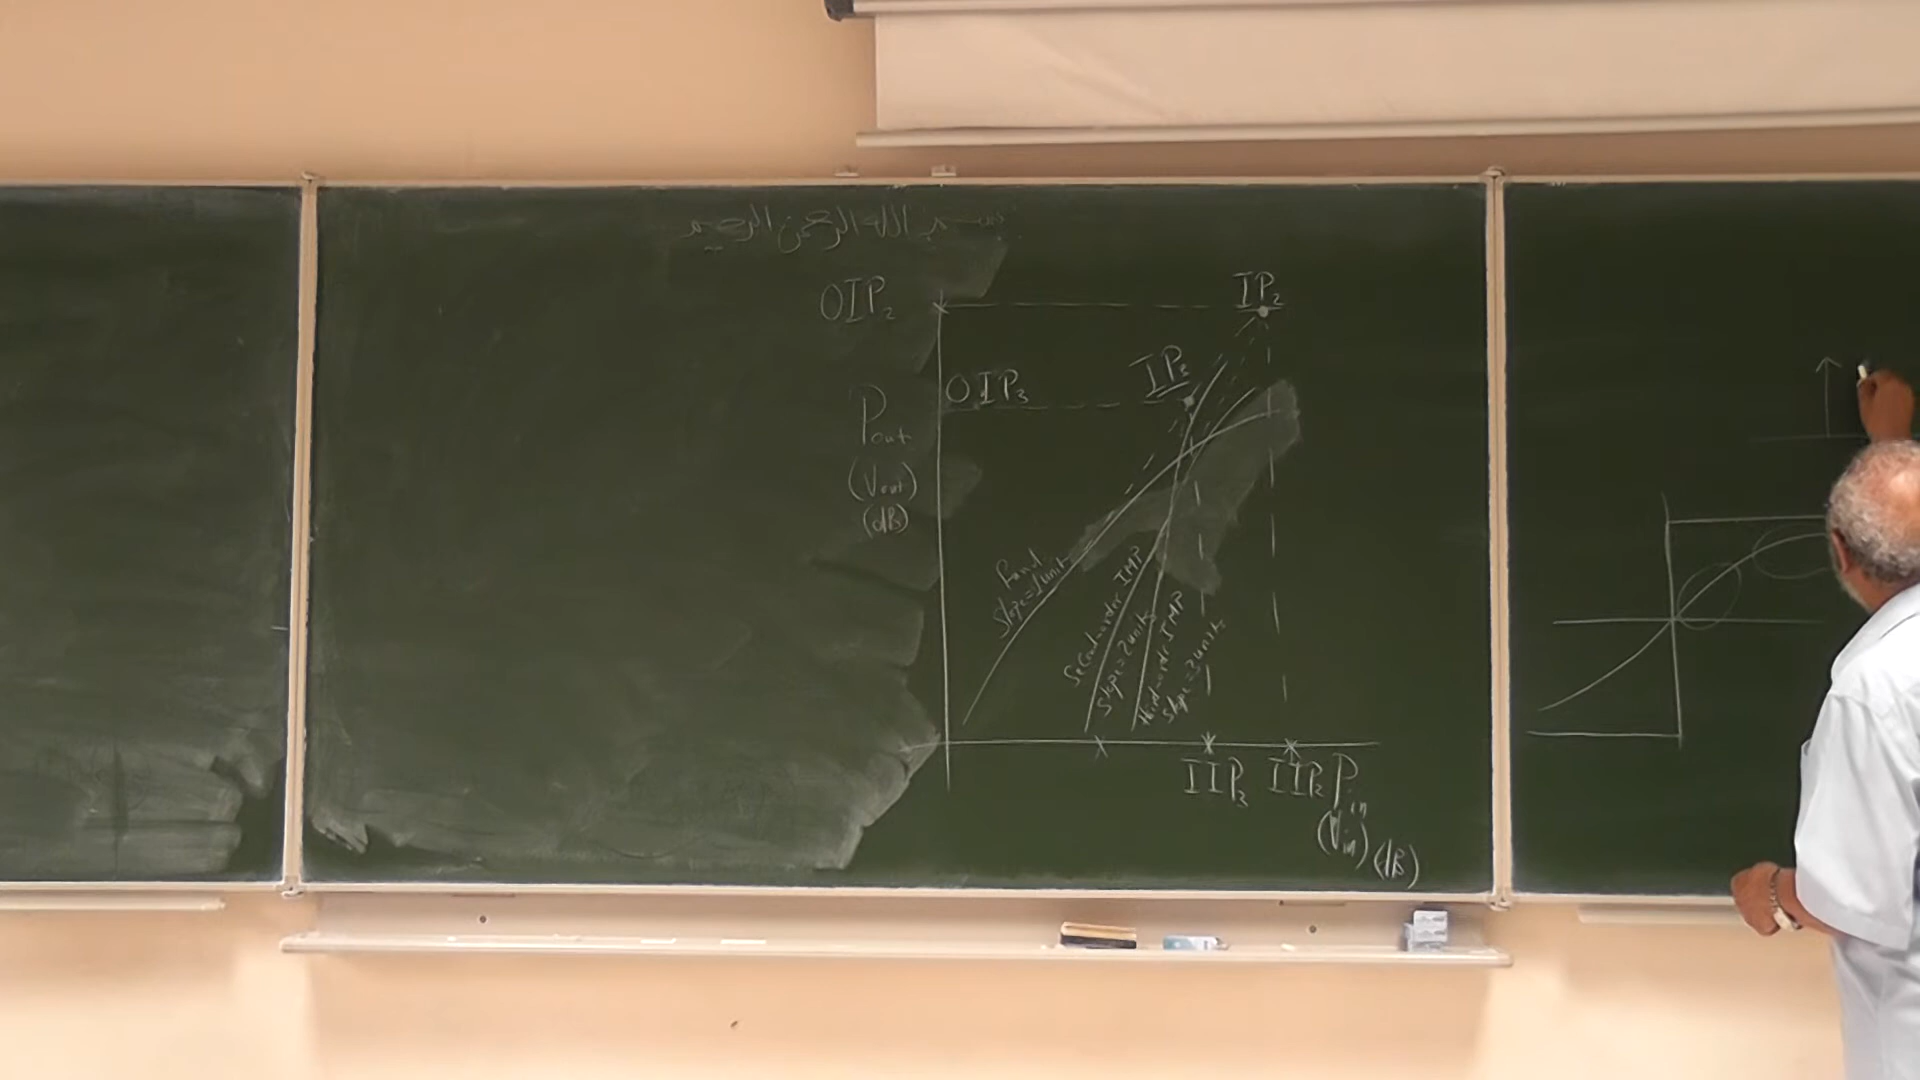 بسم الله الرحمن الرحيم
OIP₂
IP₂
IP₃
OIP₃
Pout
(Vout)
(dB)
Fund
Slope=1unit
Second-order IMP
Slope=2units
third-order IMP
Slope=3units
IIP₃
IIP₂
Pin
(Vin)
(dB)